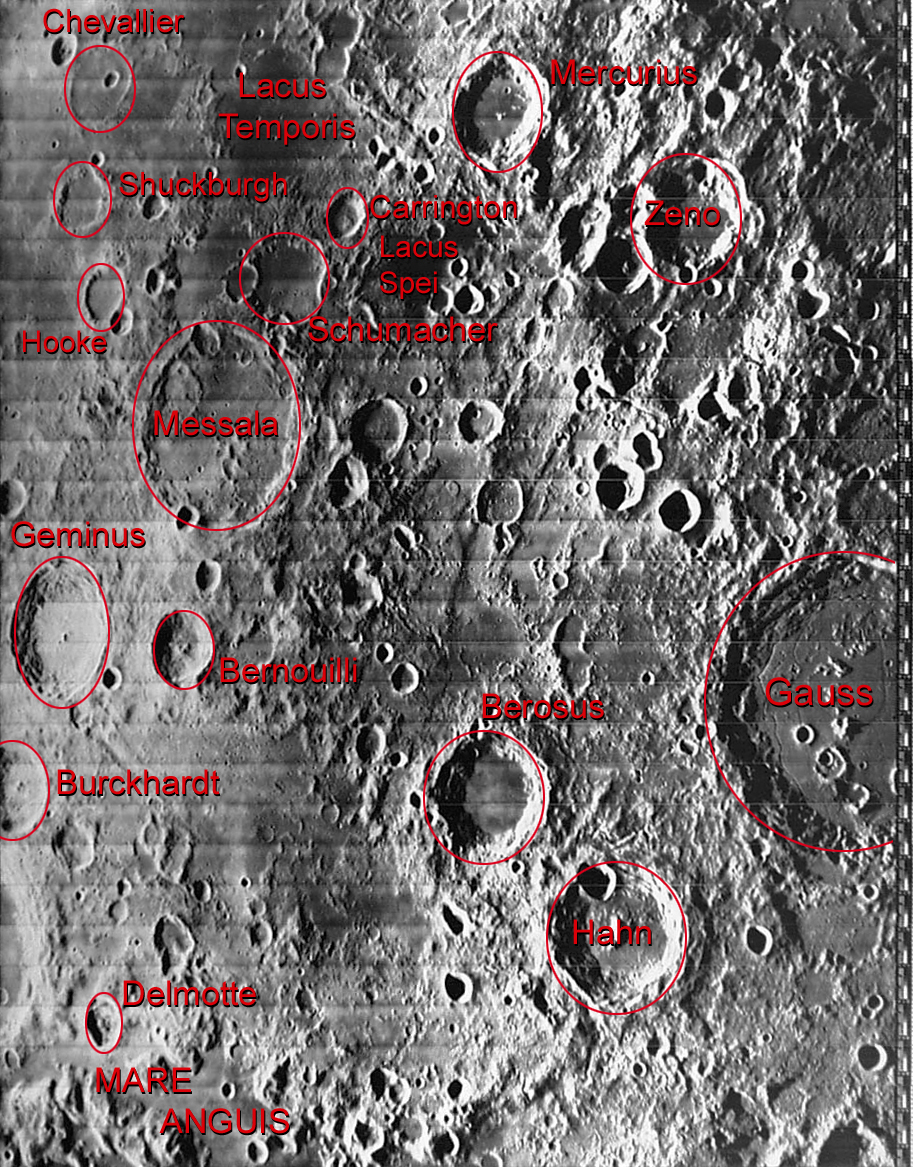 Chevallier
Mercurius
Lacus
Temporis
Shuckburgh
Carrington
Zeno
Lacus
Spei
Schumacher
Hooke
Messala
Geminus
Bernouilli
Gauss
Berosus
Burckhardt
Hahn
Delmotte
MARE
ANGUIS